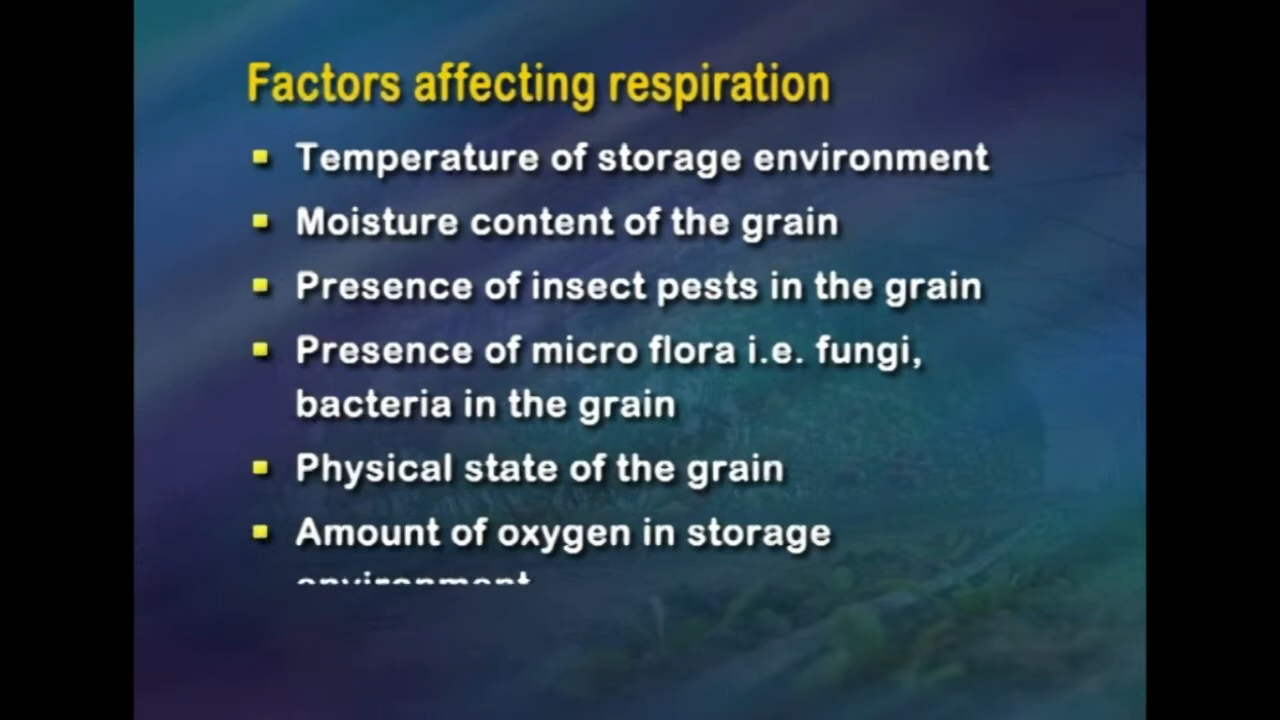 Factors affecting respiration
Temperature of storage environment
Moisture content of the grain
Presence of insect pests in the grain
Presence of micro flora i.e. fungi,
bacteria in the grain
Physical state of the grain
Amount of oxygen in storage
environment